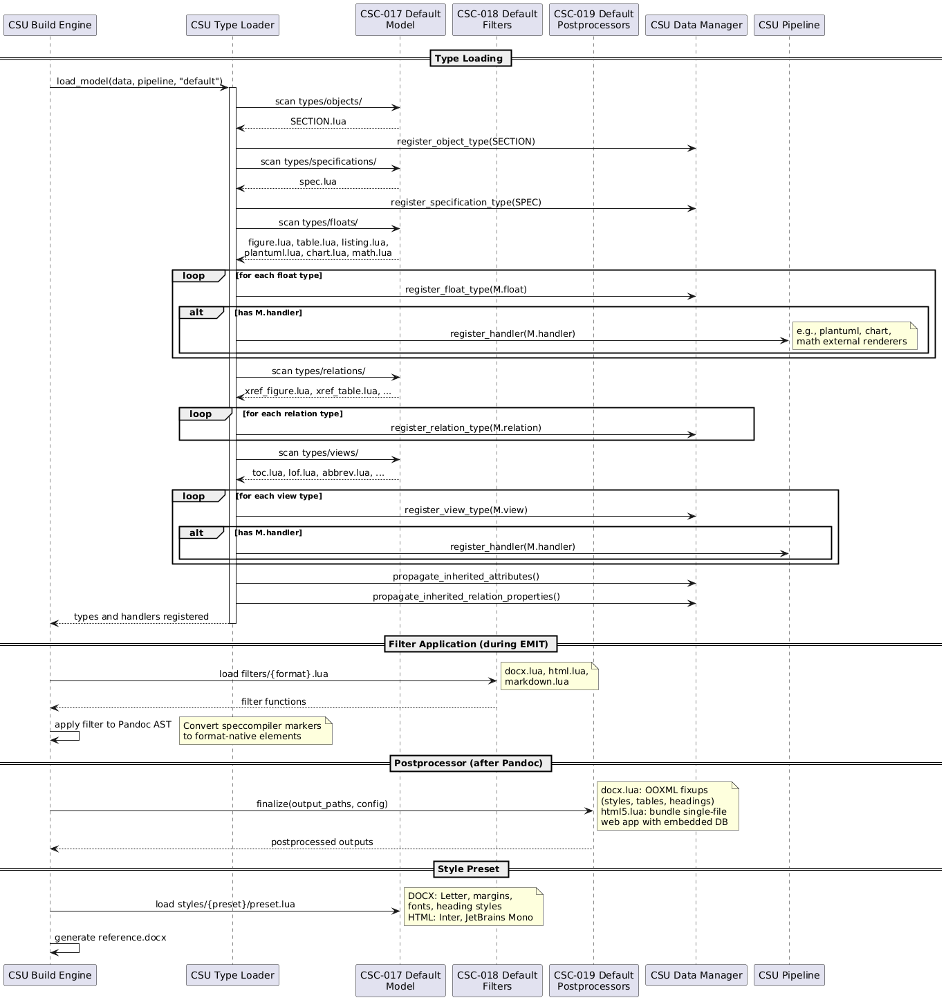 CSU Build Engine
CSU Type Loader
CSC-017 Default
Model
CSC-018 Default
Filters
CSC-019 Default
Postprocessors
CSU Data Manager
CSU Pipeline
Type Loading
load_model(data, pipeline, "default")
scan types/objects/
SECTION.lua
register_object_type(SECTION)
scan types/specifications/
spec.lua
register_specification_type(SPEC)
scan types/floats/
figure.lua, table.lua, listing.lua,
plantuml.lua, chart.lua, math.lua
loop
[for each float type]
register_float_type(M.float)
alt
[has M.handler]
register_handler(M.handler)
e.g., plantuml, chart,
math external renderers
scan types/relations/
xref_figure.lua, xref_table.lua, ...
loop
[for each relation type]
register_relation_type(M.relation)
scan types/views/
toc.lua, lof.lua, abbrev.lua, ...
loop
[for each view type]
register_view_type(M.view)
alt
[has M.handler]
register_handler(M.handler)
propagate_inherited_attributes()
propagate_inherited_relation_properties()
types and handlers registered
Filter Application (during EMIT)
load filters/{format}.lua
docx.lua, html.lua,
markdown.lua
filter functions
apply filter to Pandoc AST
Convert speccompiler markers
to format-native elements
Postprocessor (after Pandoc)
finalize(output_paths, config)
docx.lua: OOXML fixups
(styles, tables, headings)
html5.lua: bundle single-file
web app with embedded DB
postprocessed outputs
Style Preset
load styles/{preset}/preset.lua
DOCX: Letter, margins,
fonts, heading styles
HTML: Inter, JetBrains Mono
generate reference.docx
CSU Build Engine
CSU Type Loader
CSC-017 Default
Model
CSC-018 Default
Filters
CSC-019 Default
Postprocessors
CSU Data Manager
CSU Pipeline